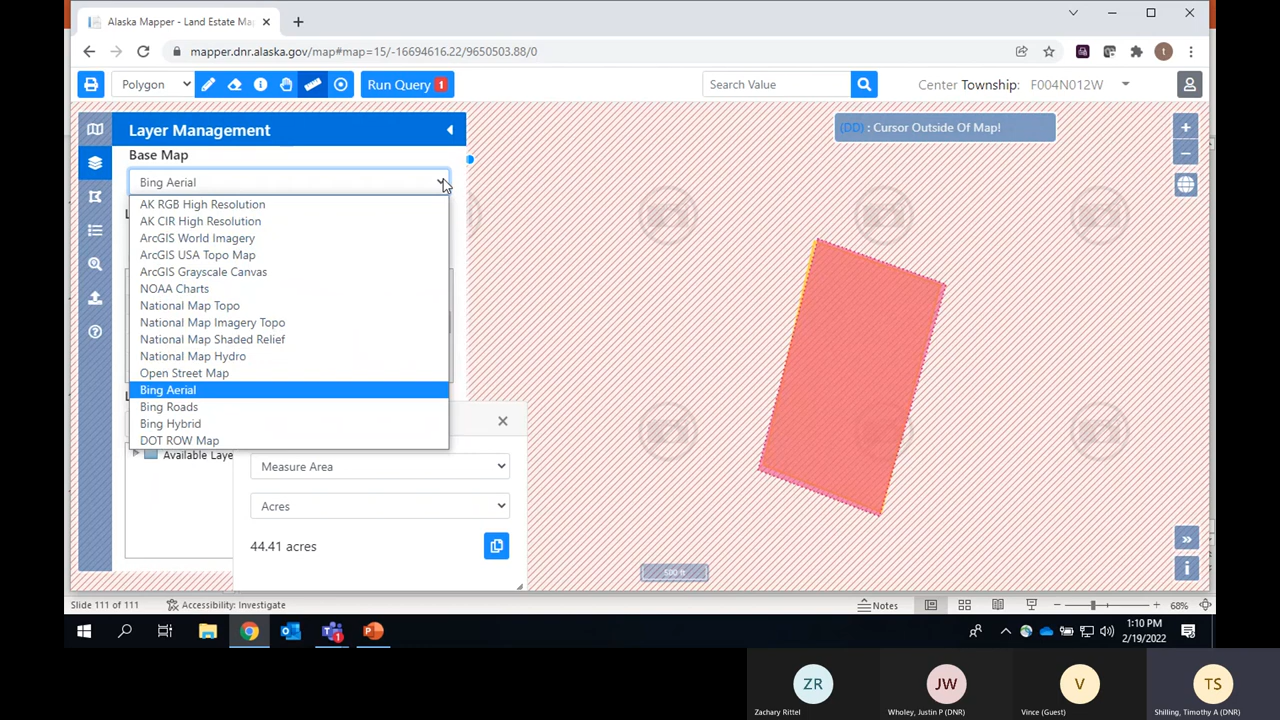 Alaska Mapper - Land Estate Ma
mapper.dnr.alaska.gov/map#map=15/-16694616.22/9650503.88/0
t
Polygon
Run Query 1
Search Value
Center Township: F004N012W
Layer Management
(DD) : Cursor Outside Of Map!
Base Map
Bing Aerial
AK RGB High Resolution
AK CIR High Resolution
ArcGIS World Imagery
ArcGIS USA Topo Map
ArcGIS Grayscale Canvas
NOAA Charts
National Map Topo
National Map Imagery Topo
National Map Shaded Relief
National Map Hydro
Open Street Map
Bing Aerial
Bing Roads
Bing Hybrid
DOT ROW Map
Available Laye
Measure Area
Acres
44.41 acres
500 ft
Slide 111 of 111
Accessibility: Investigate
Notes
68%
1:10 PM
2/19/2022
ZR
JW
V
TS
Zachary Rittel
Wholey, Justin P (DNR)
Vince (Guest)
Shilling, Timothy A (DNR)